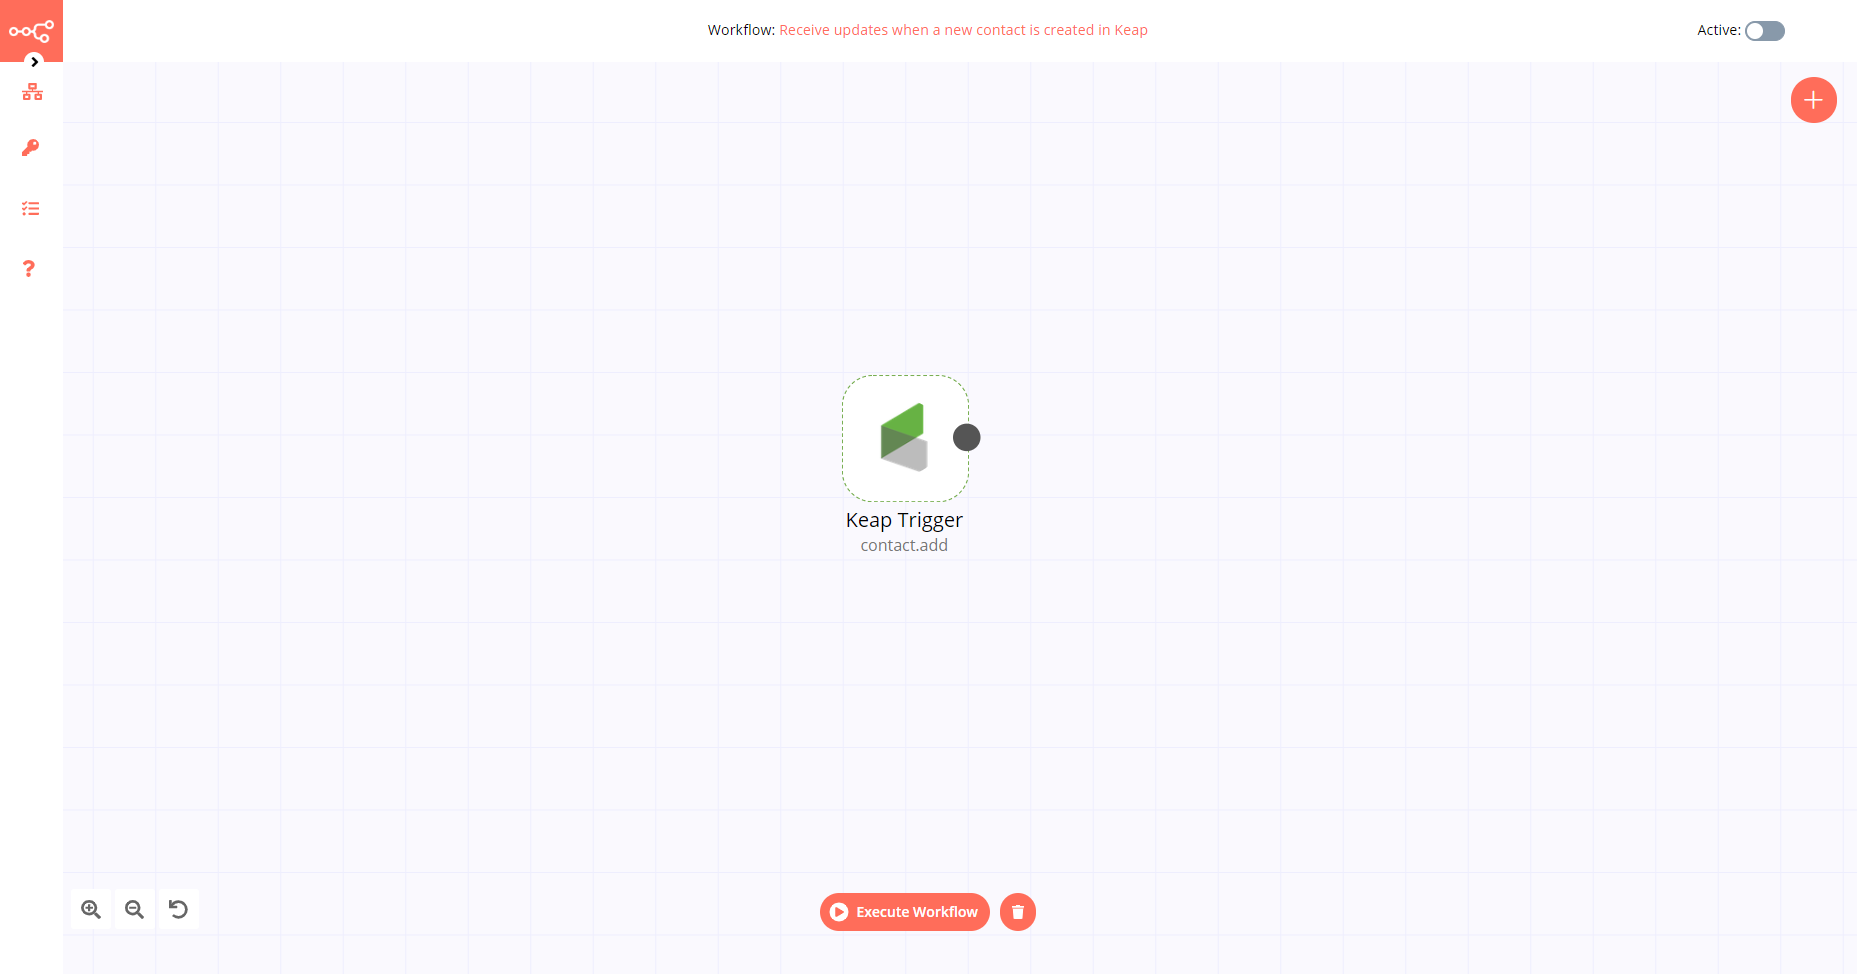 Workflow: Receive updates when a new contact is created in Keap
Active:
Keap Trigger
contact.add
Execute Workflow